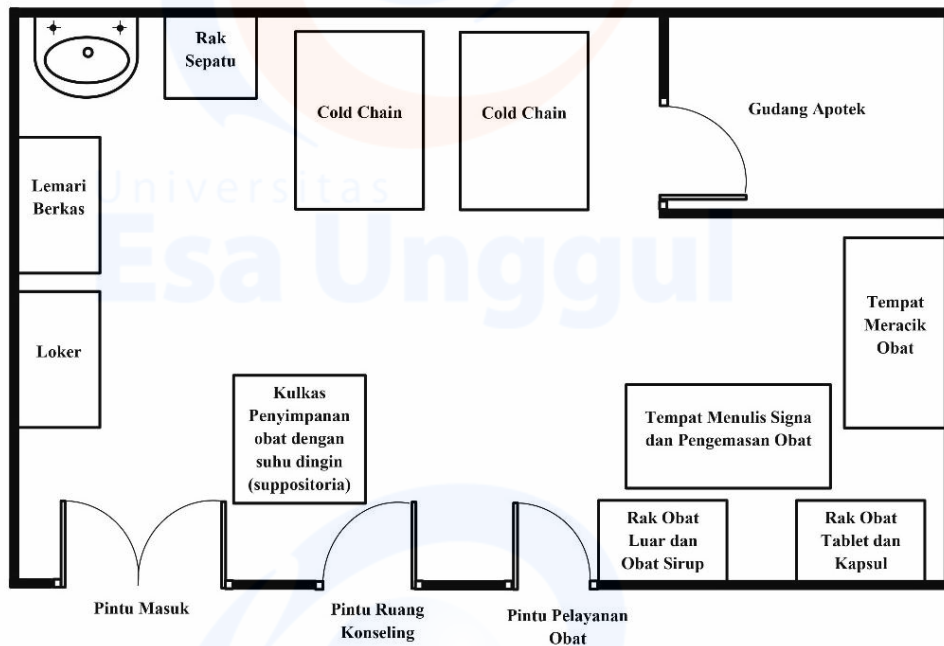 Rak
Sepatu
Cold Chain
Cold Chain
Gudang Apotek
Lemari
Berkas
Universitas
Esa Unggul
Tempat
Meracik
Obat
Loker
Kulkas
Penyimpanan
obat dengan
suhu dingin
(suppositoria)
Tempat Menulis Signa
dan Pengemasan Obat
Rak Obat
Luar dan
Obat Sirup
Rak Obat
Tablet dan
Kapsul
Pintu Masuk
Pintu Ruang
Konseling
Pintu Pelayanan
Obat